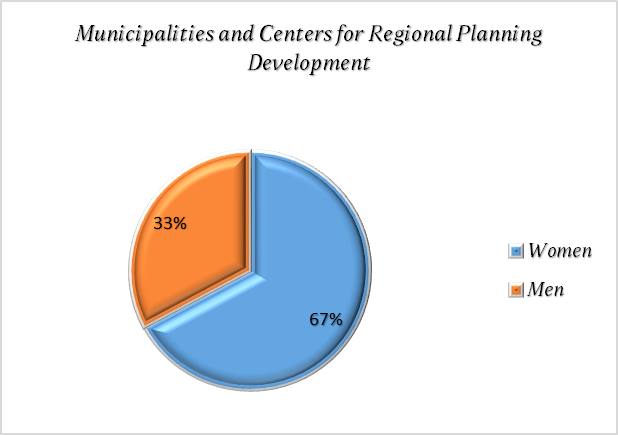 Municipalities and Centers for Regional Planning
Development
33%
67%
Women
Men